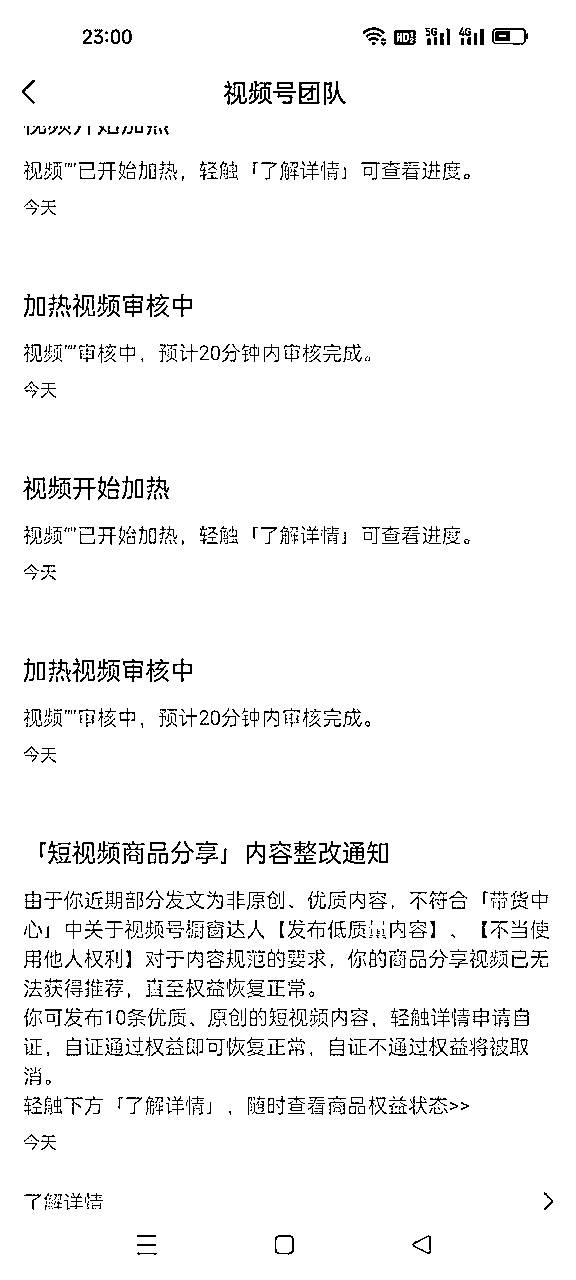 23:00
HD 5G 4G
视频号团队
视频开始加热
视频“”已开始加热，轻触「了解详情」可查看进度。
今天
加热视频审核中
视频“”审核中，预计20分钟内审核完成。
今天
视频开始加热
视频“”已开始加热，轻触「了解详情」可查看进度。
今天
加热视频审核中
视频“”审核中，预计20分钟内审核完成。
今天
「短视频商品分享」内容整改通知
由于你近期部分发文为非原创、优质内容，不符合「带货中
心」中关于视频号橱窗达人【发布低质量内容】、【不当使
用他人权利】对于内容规范的要求，你的商品分享视频已无
法获得推荐，直至权益恢复正常。
你可发布10条优质、原创的短视频内容，轻触详情申请自
证，自证通过权益即可恢复正常，自证不通过权益将被取
消。
轻触下方「了解详情」，随时查看商品权益状态>>
今天
了解详情